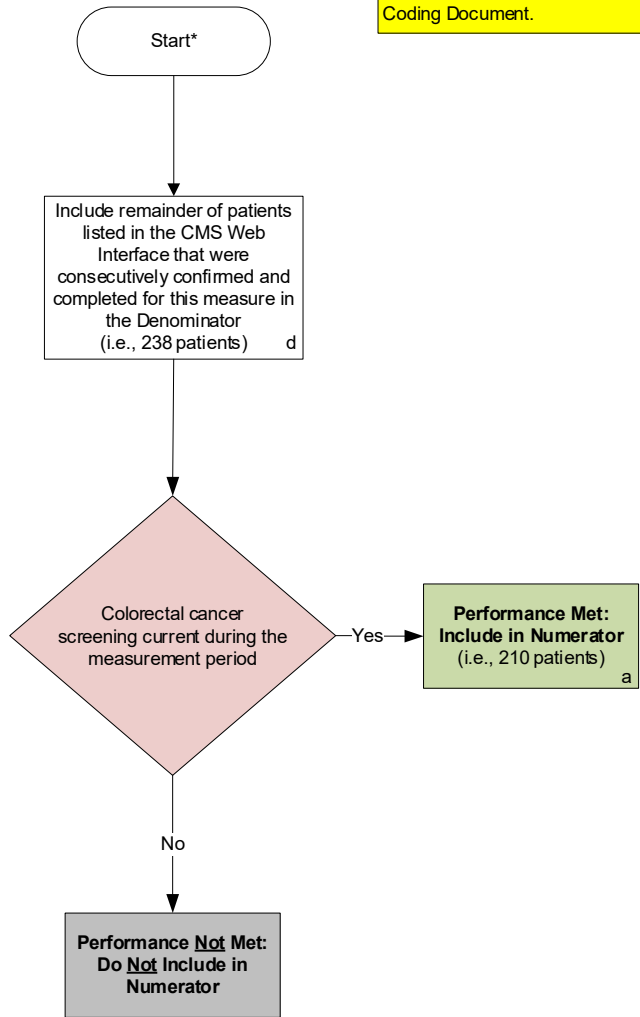 Coding Document.
Start*
Include remainder of patients
listed in the CMS Web
Interface that were
consecutively confirmed and
completed for this measure in
the Denominator
(i.e., 238 patients) d
Colorectal cancer
screening current during the
measurement period
Yes
Performance Met:
Include in Numerator
(i.e., 210 patients)
a
No
Performance Not Met:
Do Not Include in
Numerator